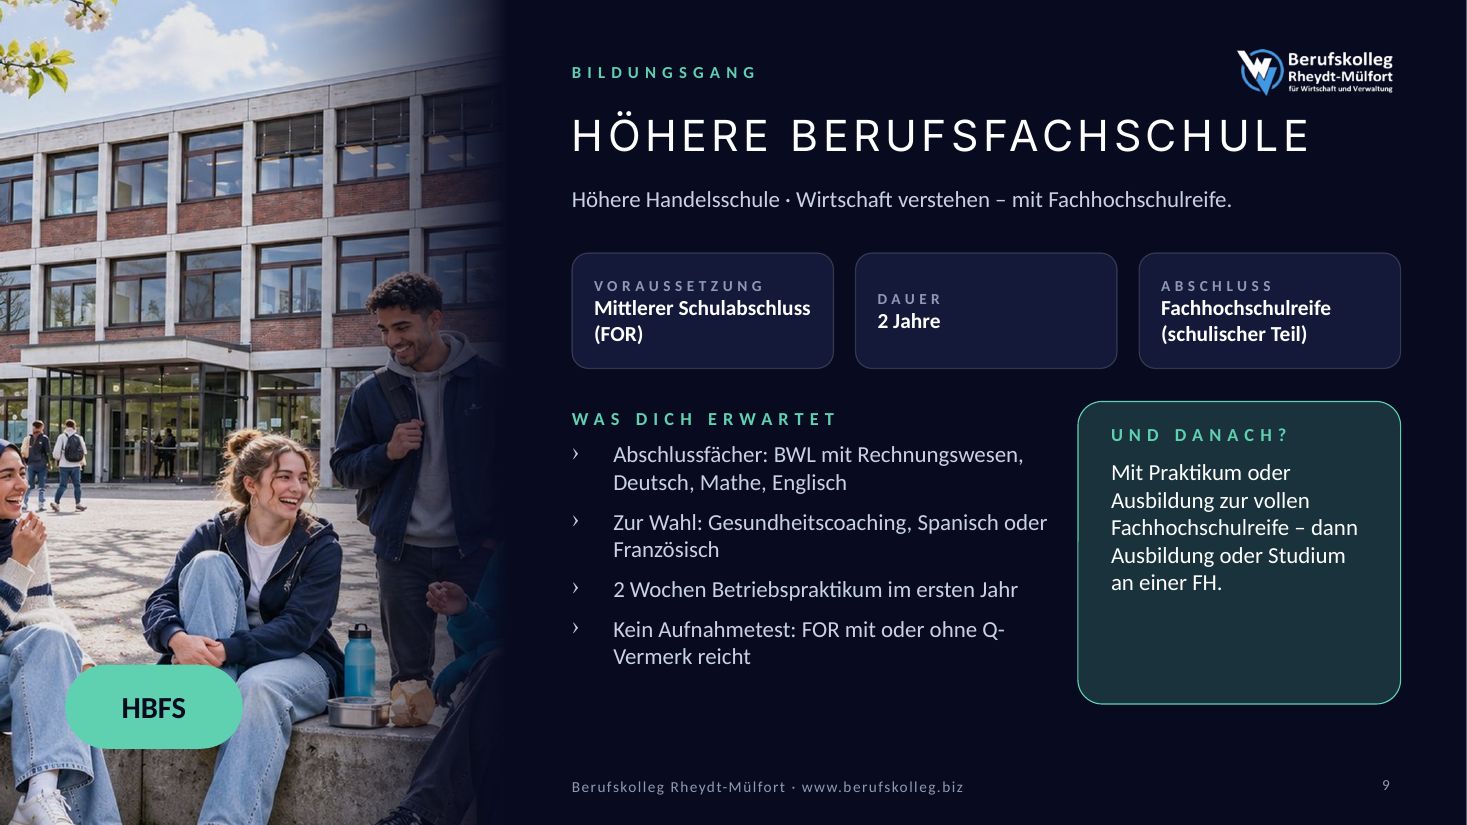 BILDUNGSGANG
Berufskolleg
Rheydt-Mülfort
für Wirtschaft und Verwaltung
HÖHERE BERUFSFACHSCHULE
Höhere Handelsschule · Wirtschaft verstehen – mit Fachhochschulreife.
VORAUSSETZUNG
Mittlerer Schulabschluss
(FOR)
DAUER
2 Jahre
ABSCHLUSS
Fachhochschulreife
(schulischer Teil)
WAS DICH ERWARTET
› Abschlussfächer: BWL mit Rechnungswesen,
Deutsch, Mathe, Englisch
› Zur Wahl: Gesundheitscoaching, Spanisch oder
Französisch
› 2 Wochen Betriebspraktikum im ersten Jahr
› Kein Aufnahmetest: FOR mit oder ohne Q-
Vermerk reicht
UND DANACH?
Mit Praktikum oder
Ausbildung zur vollen
Fachhochschulreife – dann
Ausbildung oder Studium
an einer FH.
HBFS
Berufskolleg Rheydt-Mülfort · www.berufskolleg.biz
9